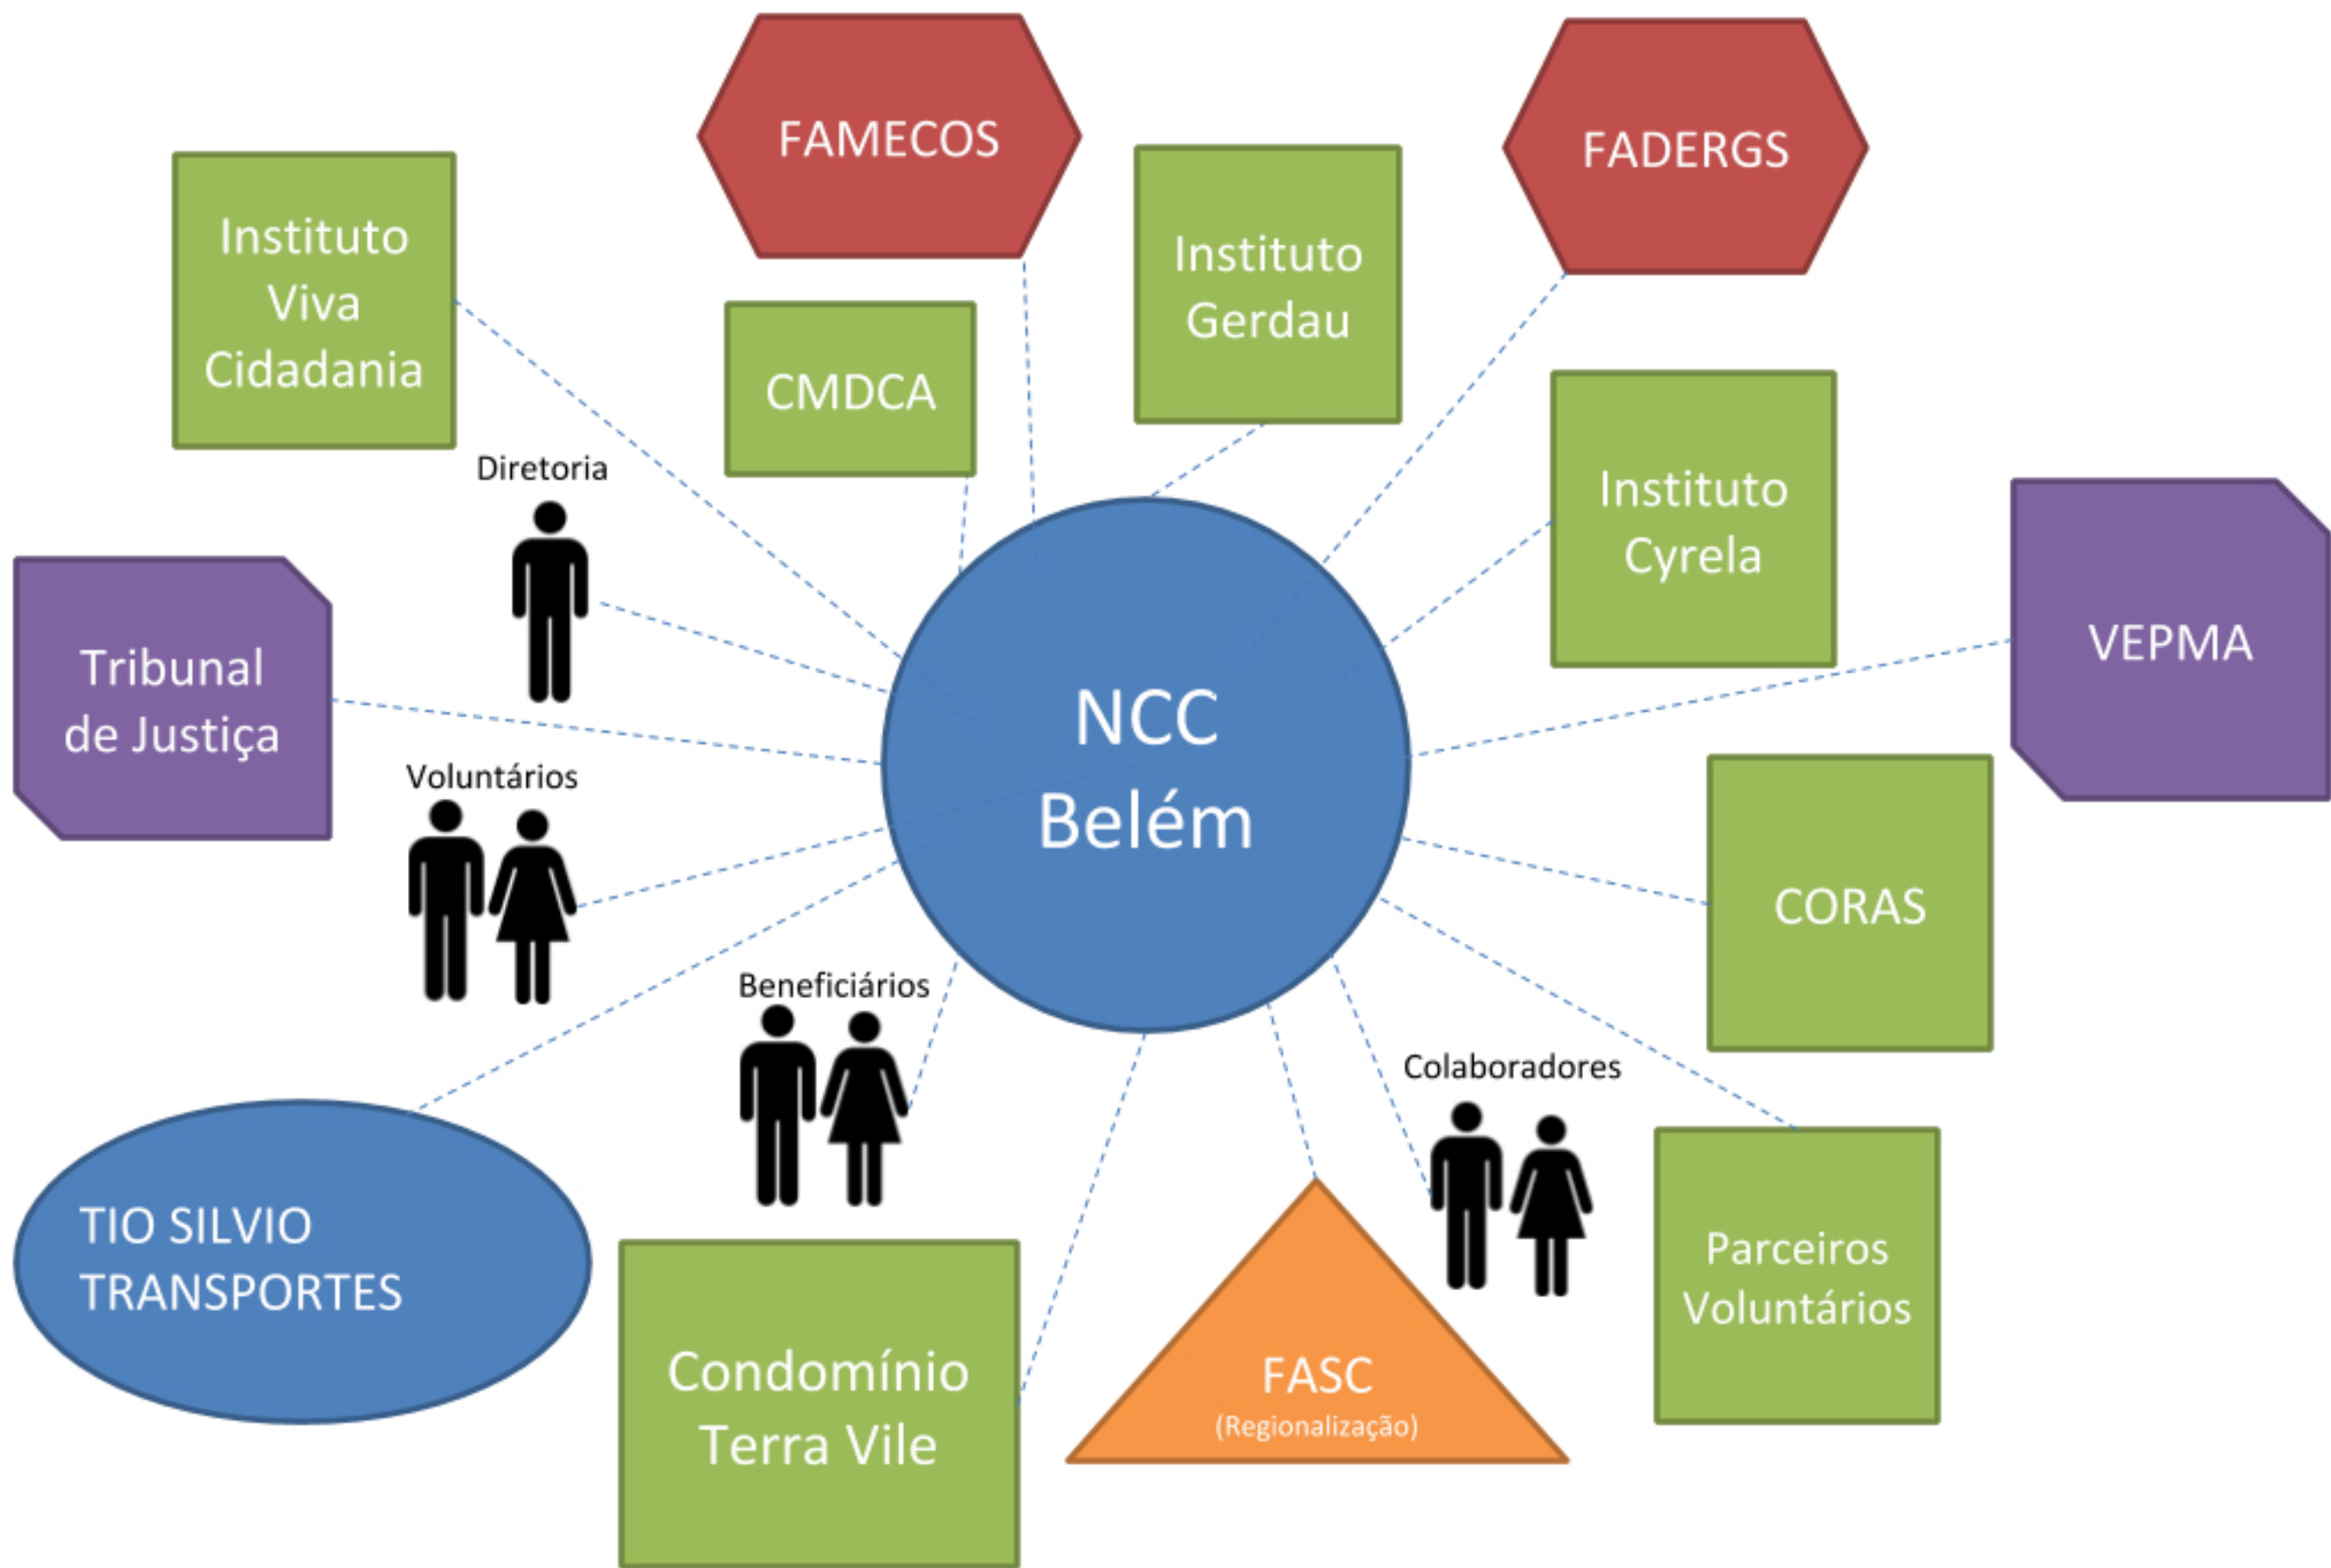 FAMECOS
FADERGS
Instituto
Viva
Cidadania
Instituto
Gerdau
CMDCA
Diretoria
Instituto
Cyrela
VEPMA
Tribunal
de Justiça
NCC
Belém
Voluntários
CORAS
Beneficiários
Colaboradores
TIO SILVIO
TRANSPORTES
Parceiros
Voluntários
Condomínio
Terra Vile
FASC
(Regionalização)